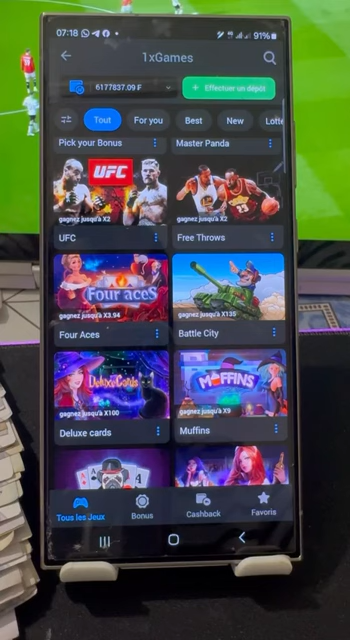 07:18
91%
1xGames
6177837.09 F
+ Effectuer un dépôt
Tout
For you
Best
New
Pick your Bonus
Master Panda
UFC
gagnez jusqu'à X2
gagnez jusqu'à X2
UFC
Free Throws
Four aces
gagnez jusqu'à X3.94
gagnez jusqu'à X135
Four Aces
Battle City
Deluxe Cards
MUFFINS
gagnez jusqu'à X100
gagnez jusqu'à X9
Deluxe cards
Muffins
Tous les Jeux
Bonus
Cashback
Favoris